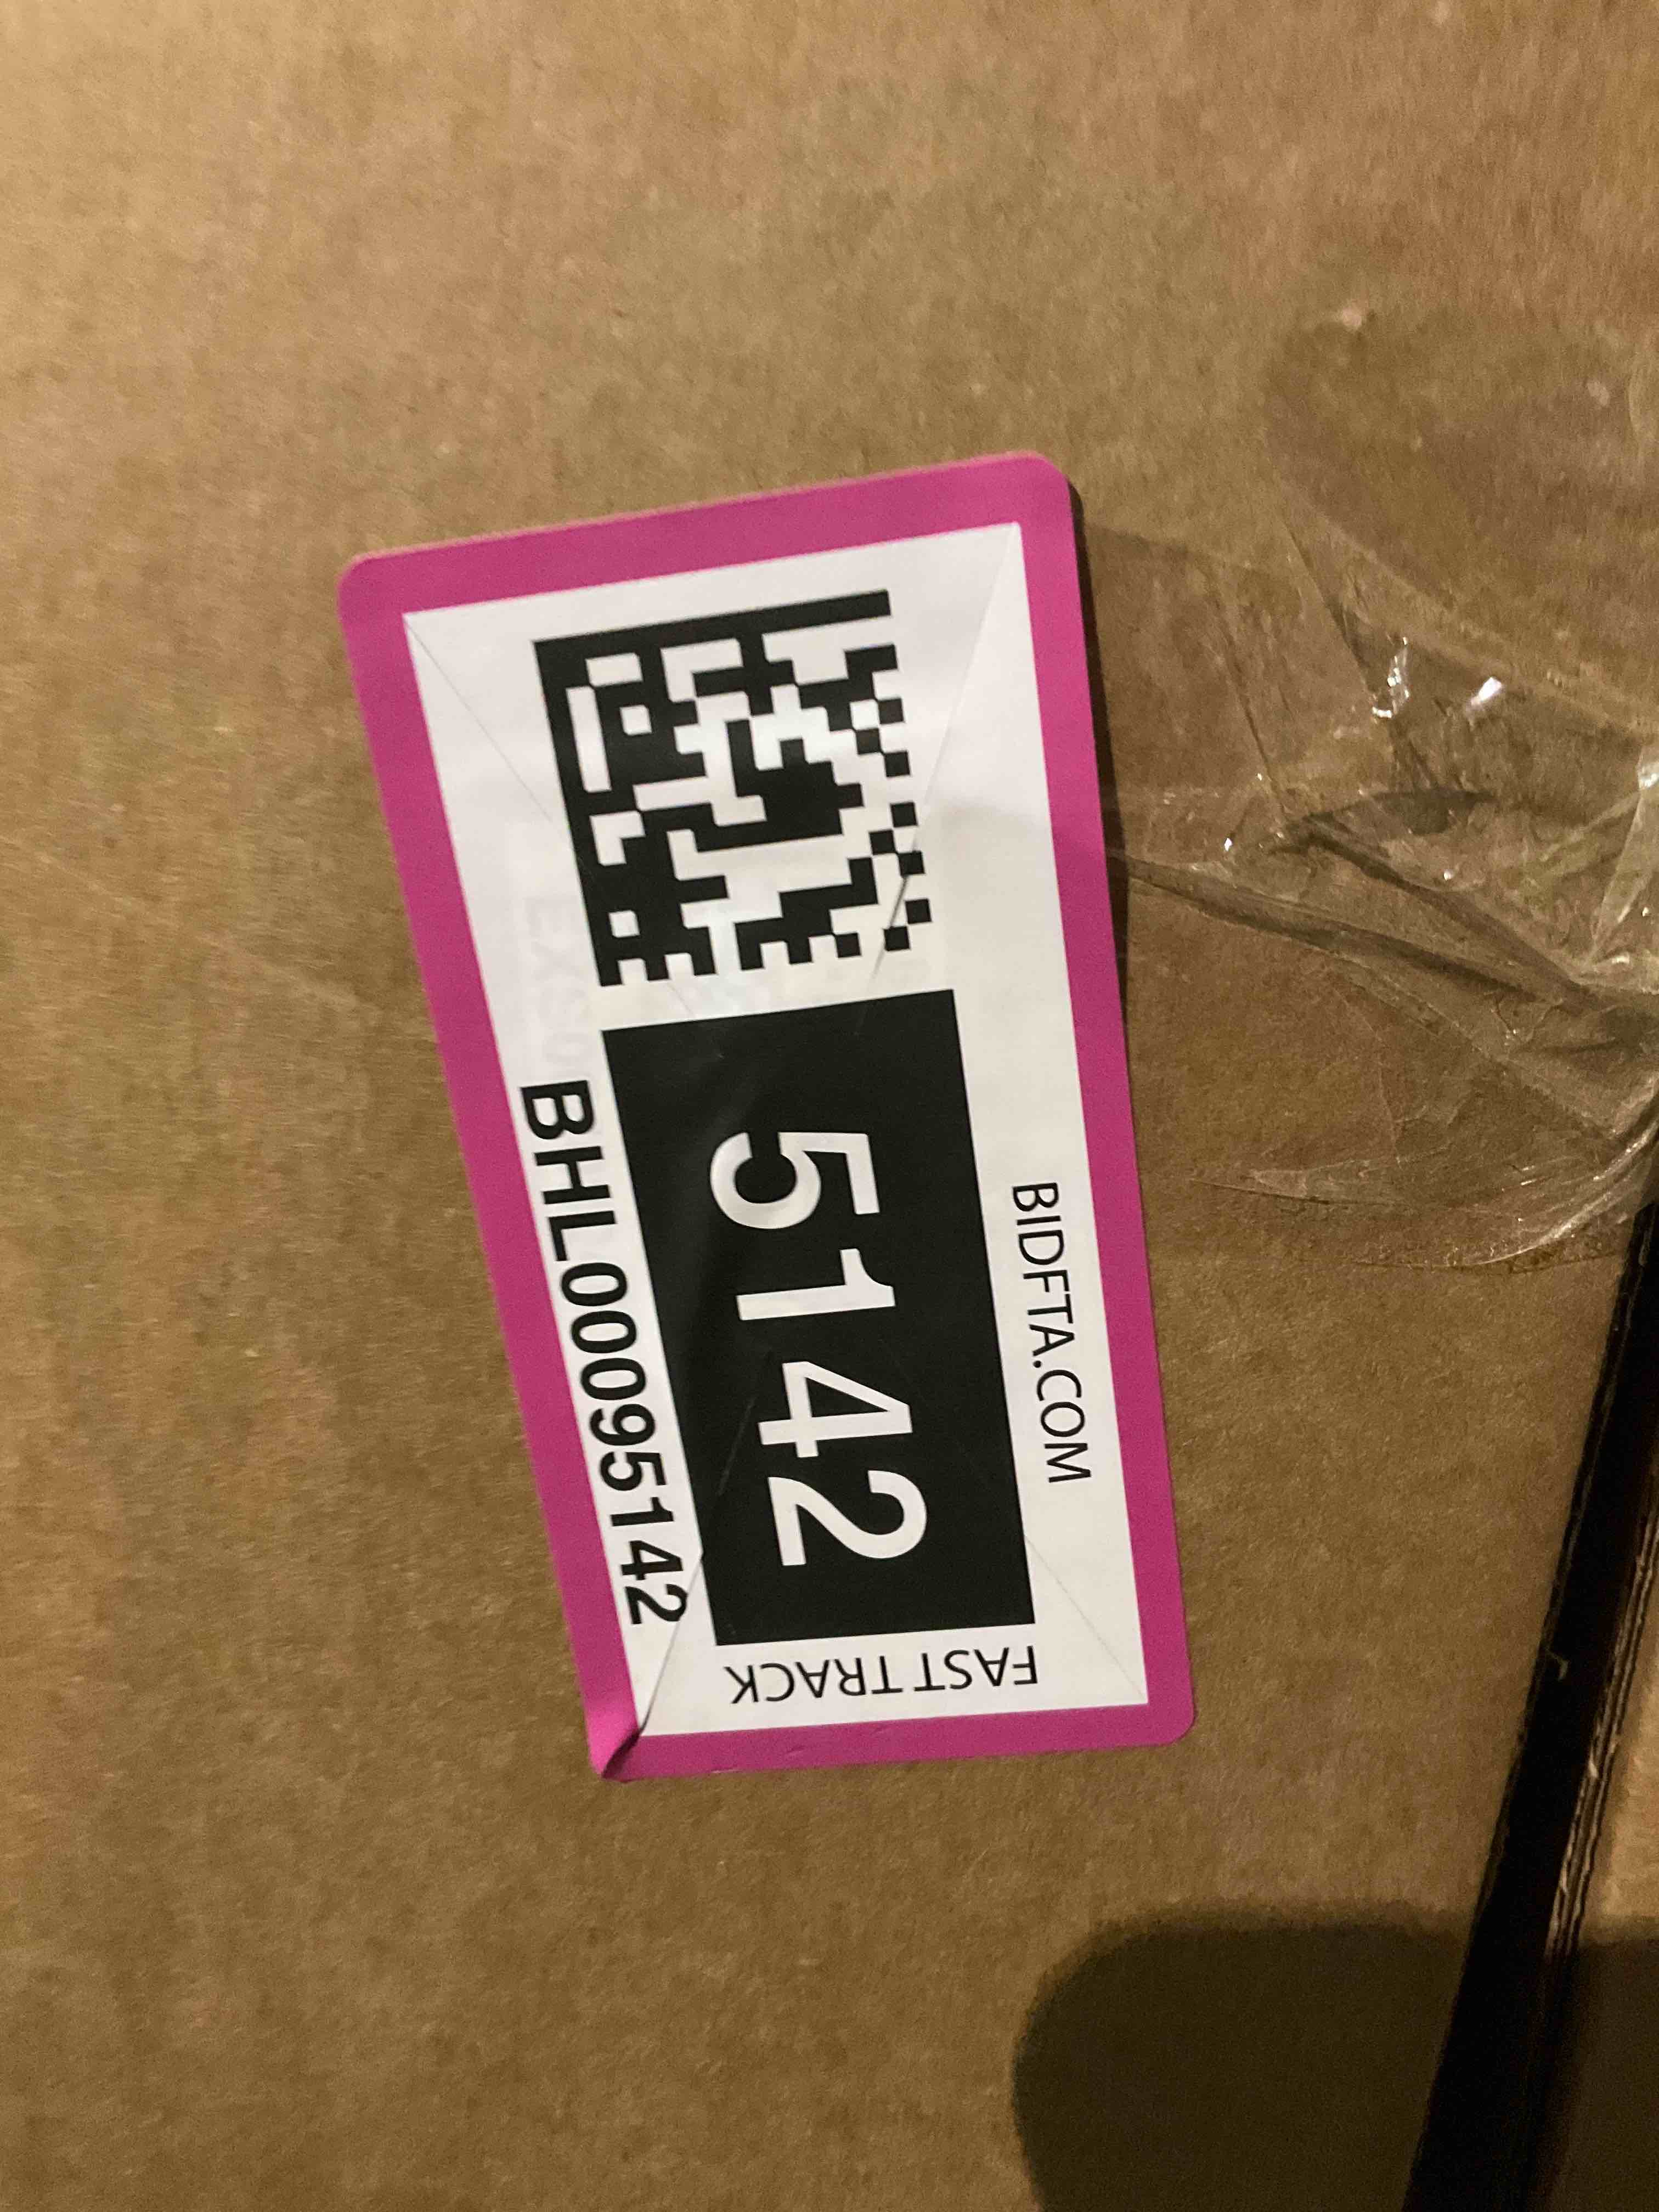 BIDFTA.COM
5142
BHL00095142
FAST TRACK